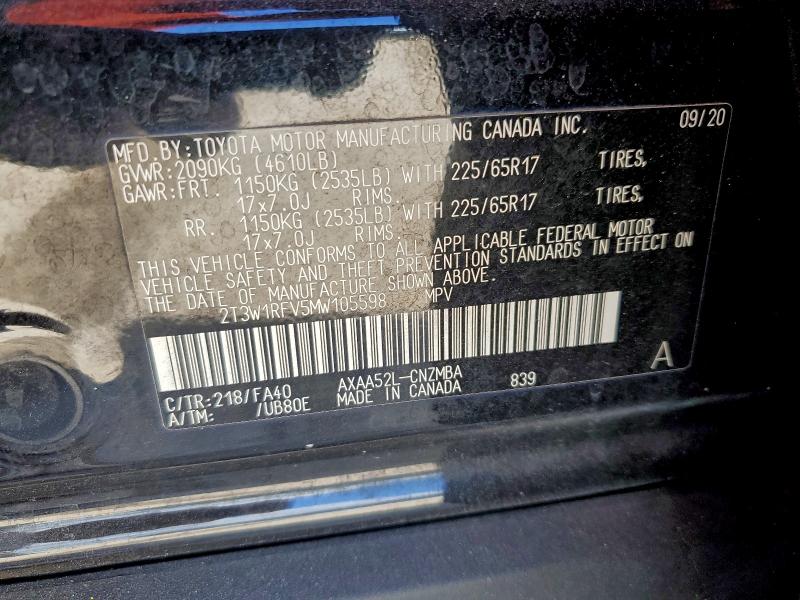 MFD.BY:TOYOTA MOTOR MANUFACTURING CANADA INC. 09/20
GVWR:2090KG (4610LB)
GAWR:FRT. 1150KG (2535LB) WITH 225/65R17 TIRES,
17x7.0J RIMS.
RR. 1150KG (2535LB) WITH 225/65R17 TIRES,
17x7.0J RIMS.
THIS VEHICLE CONFORMS TO ALL APPLICABLE FEDERAL MOTOR
VEHICLE SAFETY AND THEFT PREVENTION STANDARDS IN EFFECT ON
THE DATE OF MANUFACTURE SHOWN ABOVE.
2T3W1RFV5MW105598 MPV
C/TR:218/FA40 AXAA52L-CNZMBA 839 A
A/TM: /UB80E MADE IN CANADA